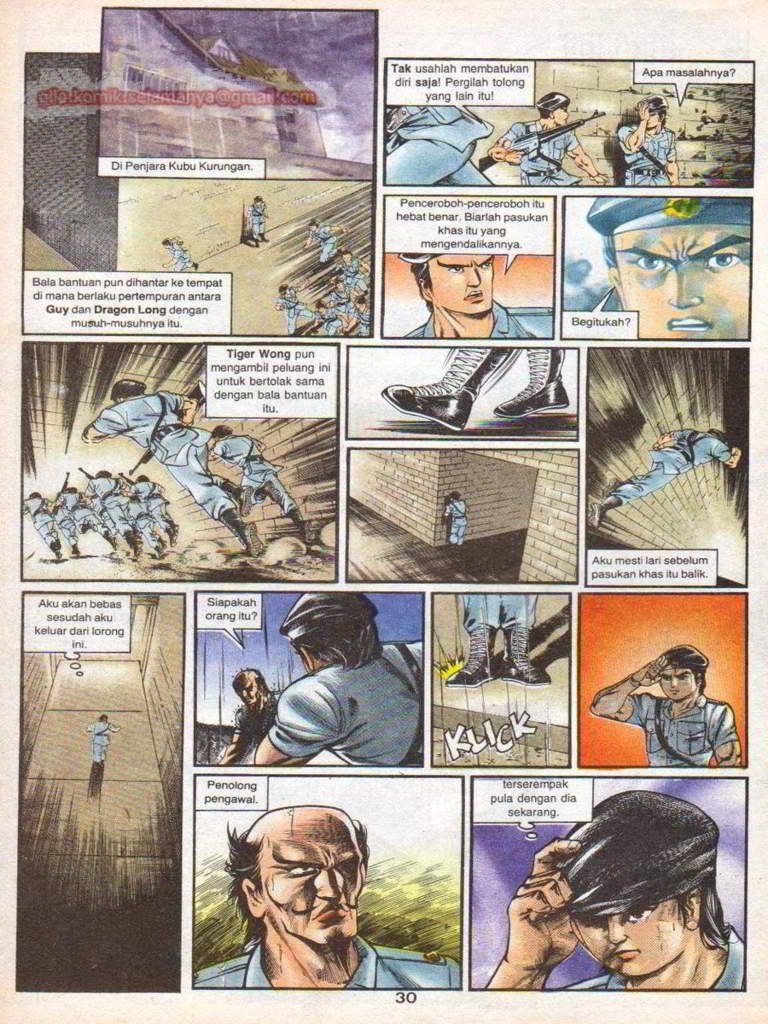 gila.komik.selamanya@gmail.com
Di Penjara Kubu Kurungan.
Bala bantuan pun dihantar ke tempat
di mana berlaku pertempuran antara
Guy dan Dragon Long dengan
musuh-musuhnya itu.
Tak usahlah membatukan
diri saja! Pergilah tolong
yang lain itu!
Apa masalahnya?
Penceroboh-penceroboh itu
hebat benar. Biarlah pasukan
khas itu yang
mengendalikannya.
Begitukah?
Tiger Wong pun
mengambil peluang ini
untuk bertolak sama
dengan bala bantuan
itu.
Aku mesti lari sebelum
pasukan khas itu balik.
Aku akan bebas
sesudah aku
keluar dari lorong
ini.
Siapakah
orang itu?
KLICK
Penolong
pengawal.
terserempak
pula dengan dia
sekarang.
30